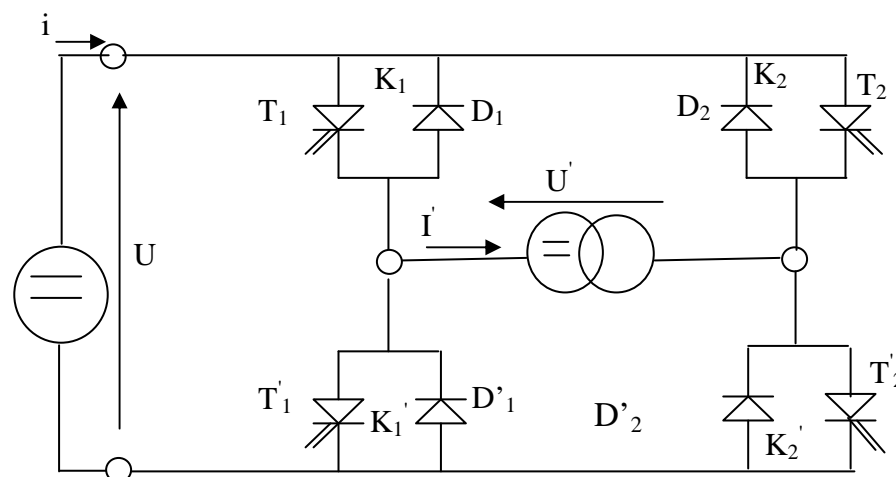 i
K₁ K₂
T₁ D₁ D₂ T₂
U'
I'
U
T'₁ K₁' D’₁ D’₂ T'₂
K₂'